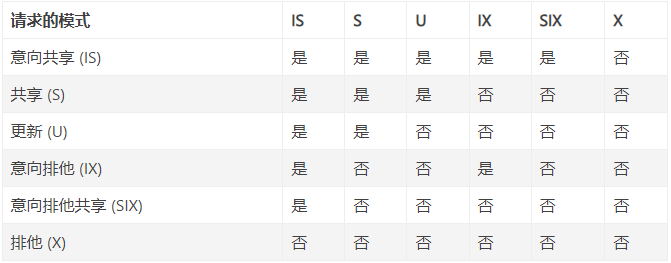 请求的模式 IS S U IX SIX X
意向共享 (IS) 是 是 是 是 是 否
共享 (S) 是 是 是 否 否 否
更新 (U) 是 是 否 否 否 否
意向排他 (IX) 是 否 否 是 否 否
意向排他共享 (SIX) 是 否 否 否 否 否
排他 (X) 否 否 否 否 否 否